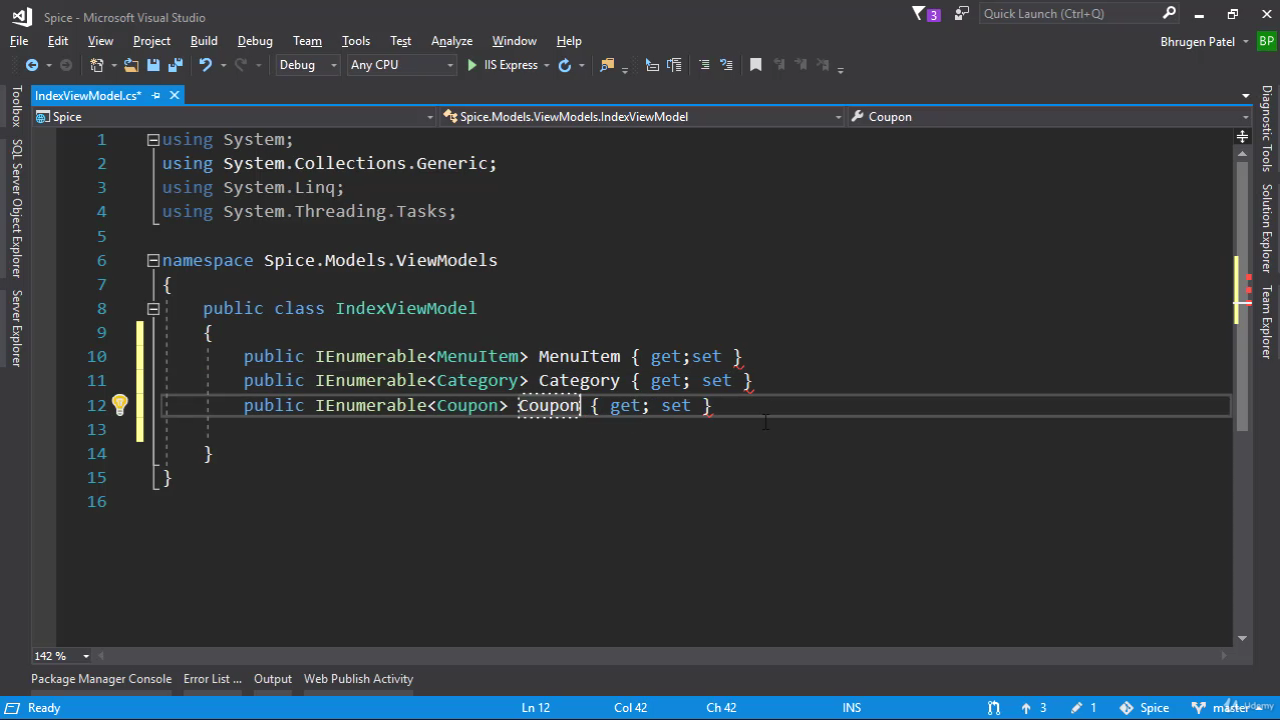 Spice - Microsoft Visual Studio
3
Quick Launch (Ctrl+Q)
File Edit View Project Build Debug Team Tools Test Analyze Window Help
Bhrugen Patel BP
Debug Any CPU IIS Express
IndexViewModel.cs*
Spice Spice.Models.ViewModels.IndexViewModel Coupon
1 using System;
2 using System.Collections.Generic;
3 using System.Linq;
4 using System.Threading.Tasks;
5
6 namespace Spice.Models.ViewModels
7 {
8 public class IndexViewModel
9 {
10 public IEnumerable<MenuItem> MenuItem { get;set }
11 public IEnumerable<Category> Category { get; set }
12 public IEnumerable<Coupon> Coupon { get; set }
13
14 }
15 }
16
Toolbox
SQL Server Object Explorer
Server Explorer
Diagnostic Tools
Solution Explorer
Team Explorer
142 %
Package Manager Console Error List ... Output Web Publish Activity
Ready Ln 12 Col 42 Ch 42 INS 3 1 Spice master
Udemy